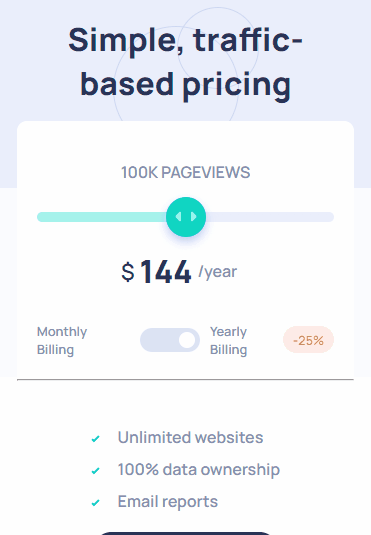 Simple, traffic-
based pricing
100K PAGEVIEWS
$ 144 /year
Monthly Billing
Yearly Billing
-25%
Unlimited websites
100% data ownership
Email reports